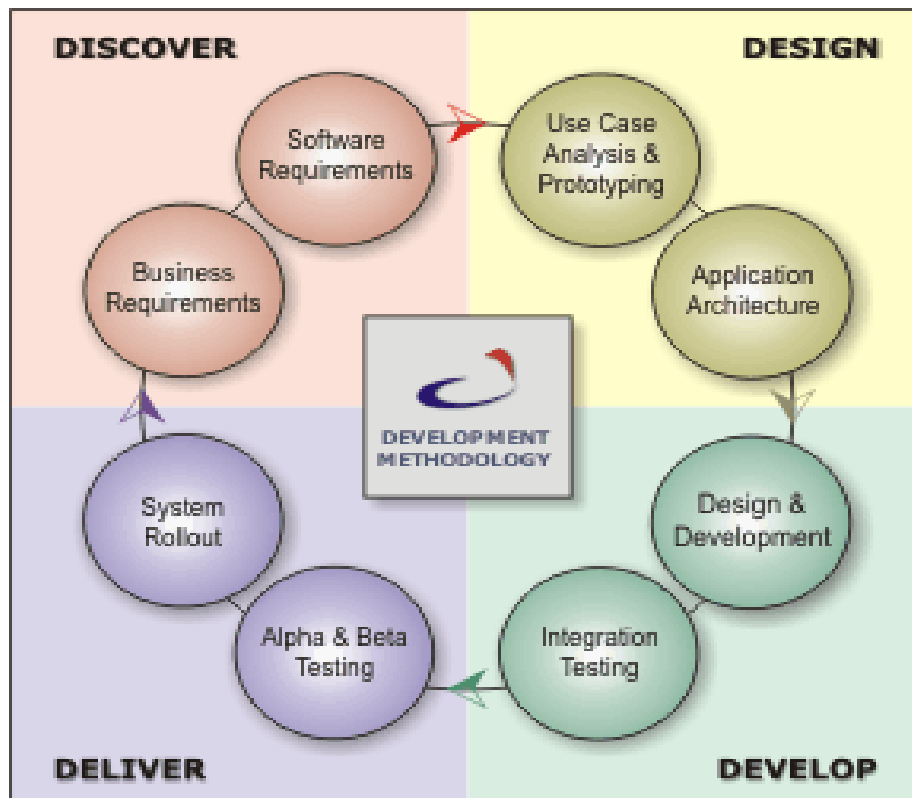 DISCOVER
DESIGN
Software
Requirements
Use Case
Analysis &
Prototyping
Business
Requirements
Application
Architecture
DEVELOPMENT
METHODOLOGY
System
Rollout
Design &
Development
Alpha & Beta
Testing
Integration
Testing
DELIVER
DEVELOP